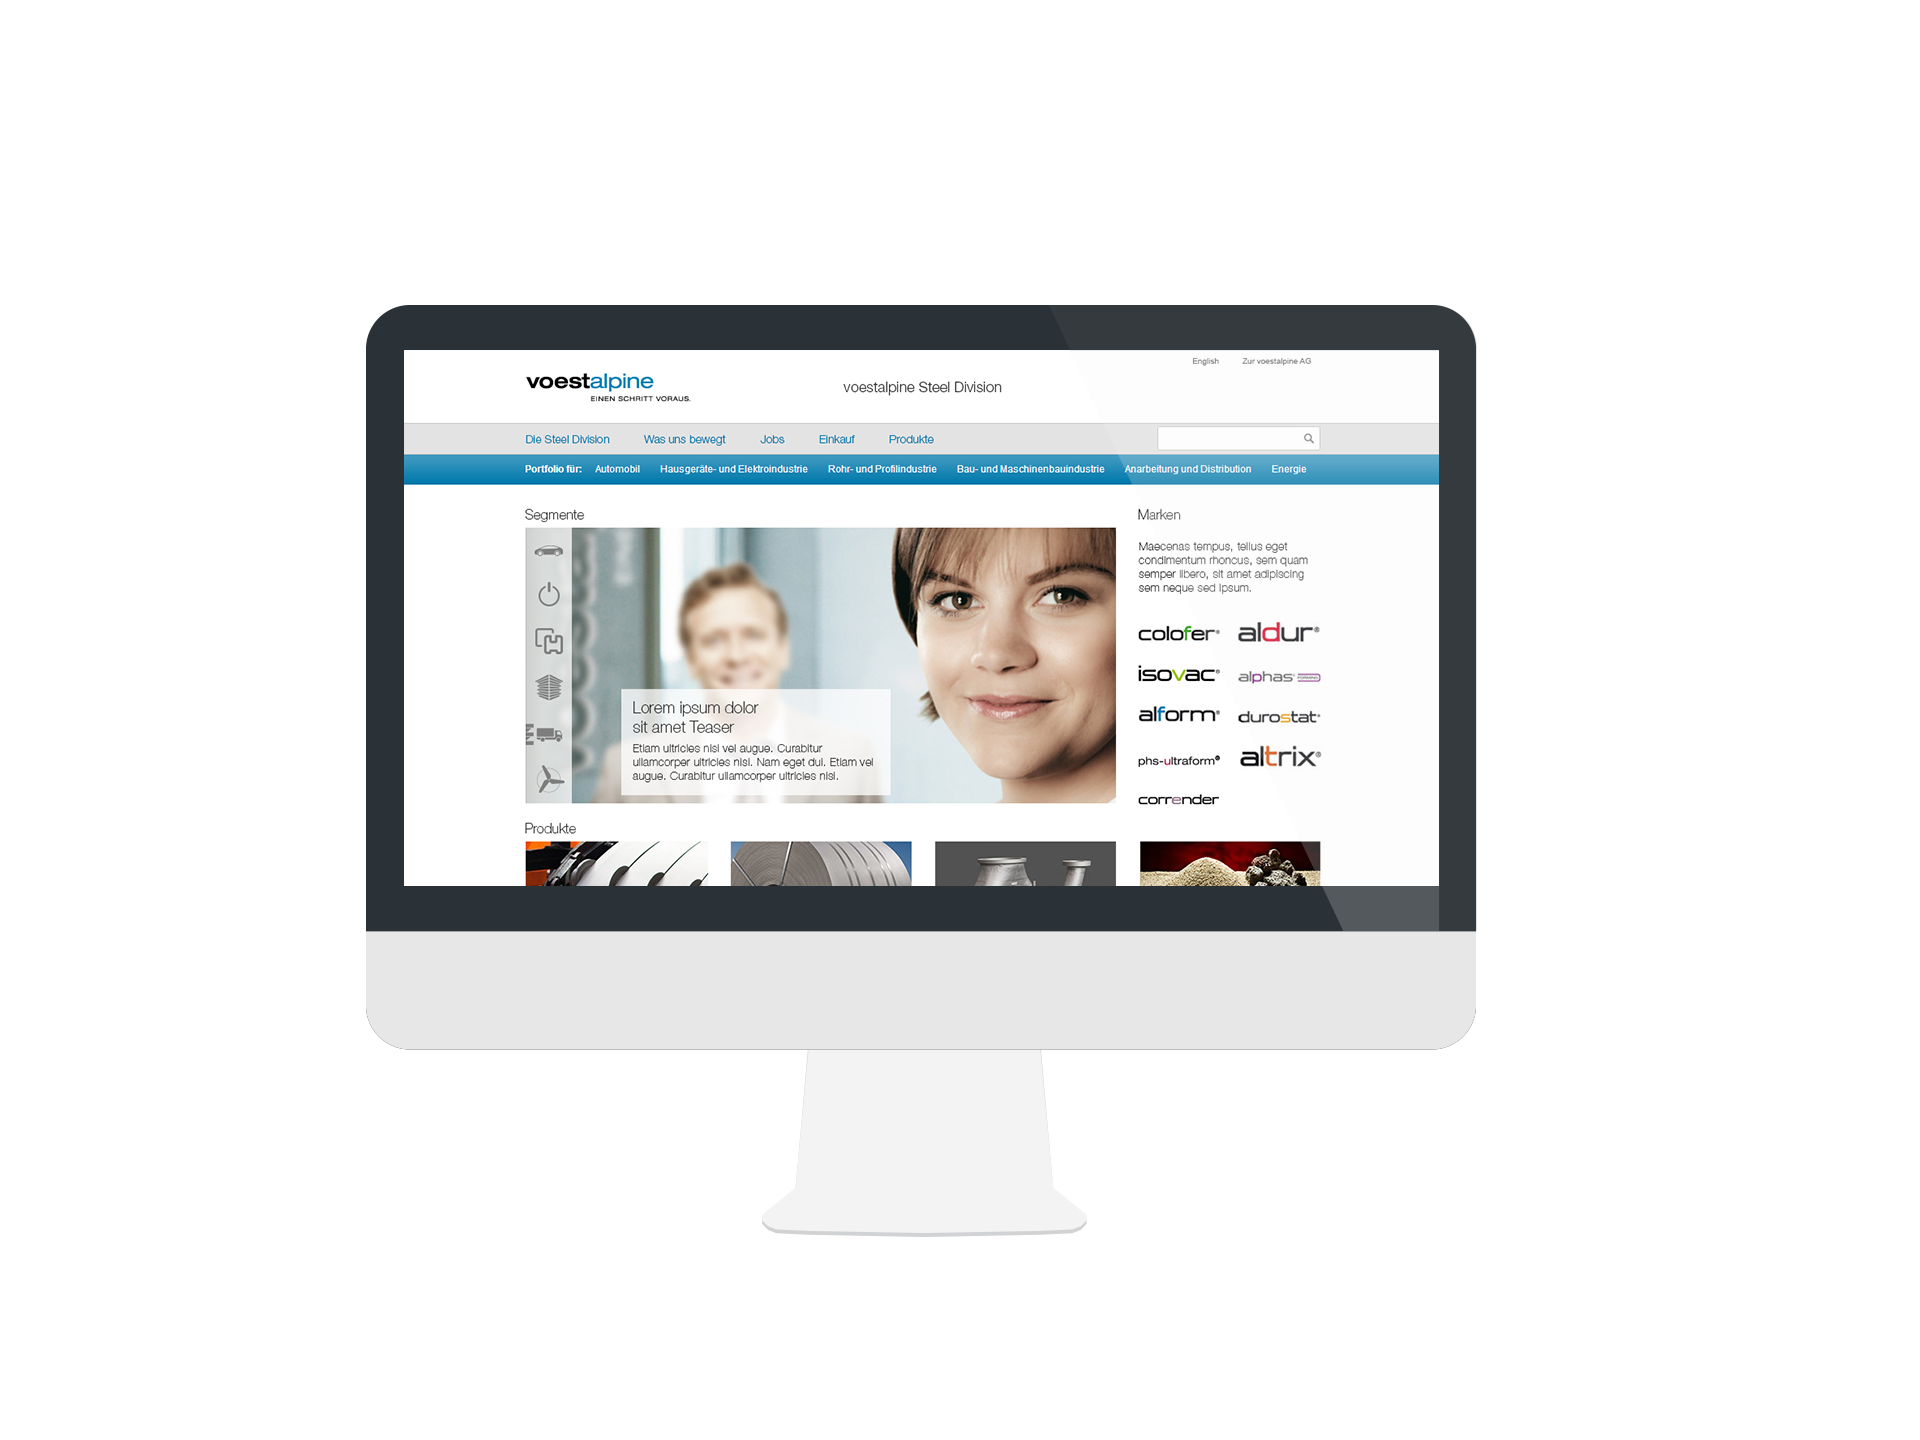 English Zur voestalpine AG
voestalpine
EINEN SCHRITT VORAUS.
voestalpine Steel Division
Die Steel Division Was uns bewegt Jobs Einkauf Produkte
Portfolio für: Automobil Hausgeräte- und Elektroindustrie Rohr- und Profilindustrie Bau- und Maschinenbauindustrie Anarbeitung und Distribution Energie
Segmente
Lorem ipsum dolor
sit amet Teaser
Etiam ultricies nisi vel augue. Curabitur
ullamcorper ultricies nisi. Nam eget dui. Etiam vel
augue. Curabitur ullamcorper ultricies nisi.
Marken
Maecenas tempus, tellus eget
condimentum rhoncus, sem quam
semper libero, sit amet adipiscing
sem neque sed ipsum.
colofer® aldur®
isovac® alphas® FORMING
alform® durostat®
phs-ultraform® altrix®
corrender
Produkte